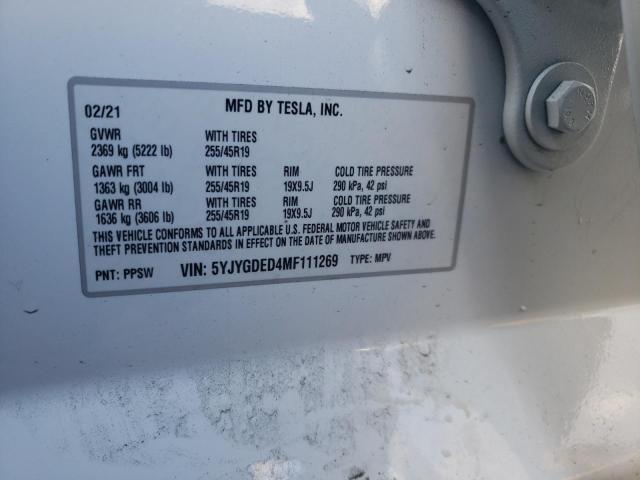 02/21 MFD BY TESLA, INC.
GVWR WITH TIRES
2369 kg (5222 lb) 255/45R19
GAWR FRT WITH TIRES RIM COLD TIRE PRESSURE
1363 kg (3004 lb) 255/45R19 19X9.5J 290 kPa, 42 psi
GAWR RR WITH TIRES RIM COLD TIRE PRESSURE
1636 kg (3606 lb) 255/45R19 19X9.5J 290 kPa, 42 psi
THIS VEHICLE CONFORMS TO ALL APPLICABLE U.S. FEDERAL MOTOR VEHICLE SAFETY AND
THEFT PREVENTION STANDARDS IN EFFECT ON THE DATE OF MANUFACTURE SHOWN ABOVE.
PNT: PPSW VIN: 5YJYGDED4MF111269 TYPE: MPV